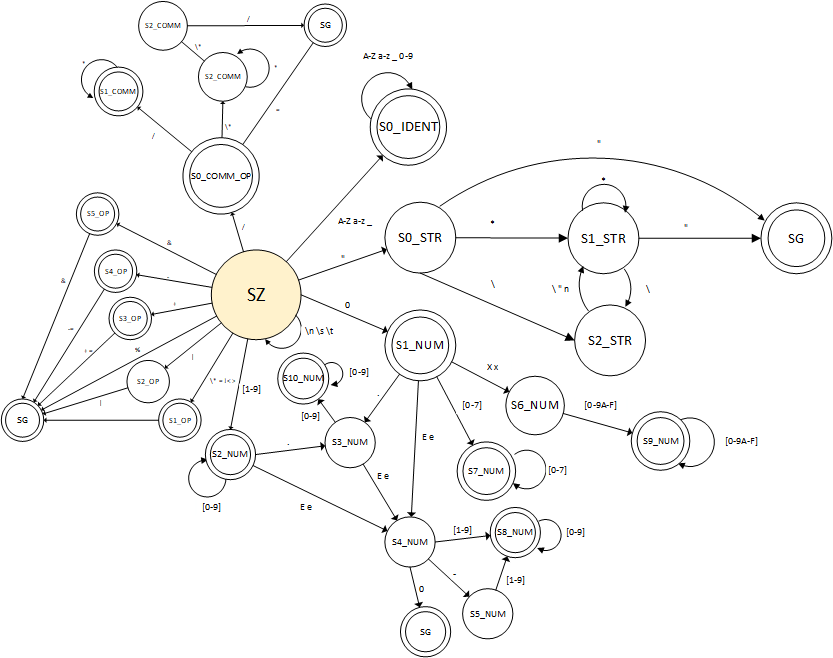 S2_COMM
/
SG
\*
S2_COMM
*
*
S1_COMM
=
A-Z a-z _ 0-9
S0_IDENT
/
\*
S0_COMM_OP
"
S5_OP
&
/
A-Z a-z _
S0_STR
*
*
S1_STR
"
SG
"
S4_OP
-
SZ
&
S3_OP
\
\ " n
\
0
\n \s \t
S1_NUM
S2_STR
%
|
S2_OP
|
\* = ! < >
[1-9]
S10_NUM
[0-9]
X x
SG
S1_OP
[0-9]
.
[0-7]
S6_NUM
[0-9A-F]
S2_NUM
.
S3_NUM
E e
S9_NUM
[0-9A-F]
[0-9]
E e
E e
S7_NUM
[0-7]
S4_NUM
[1-9]
S8_NUM
[0-9]
-
[1-9]
0
S5_NUM
SG